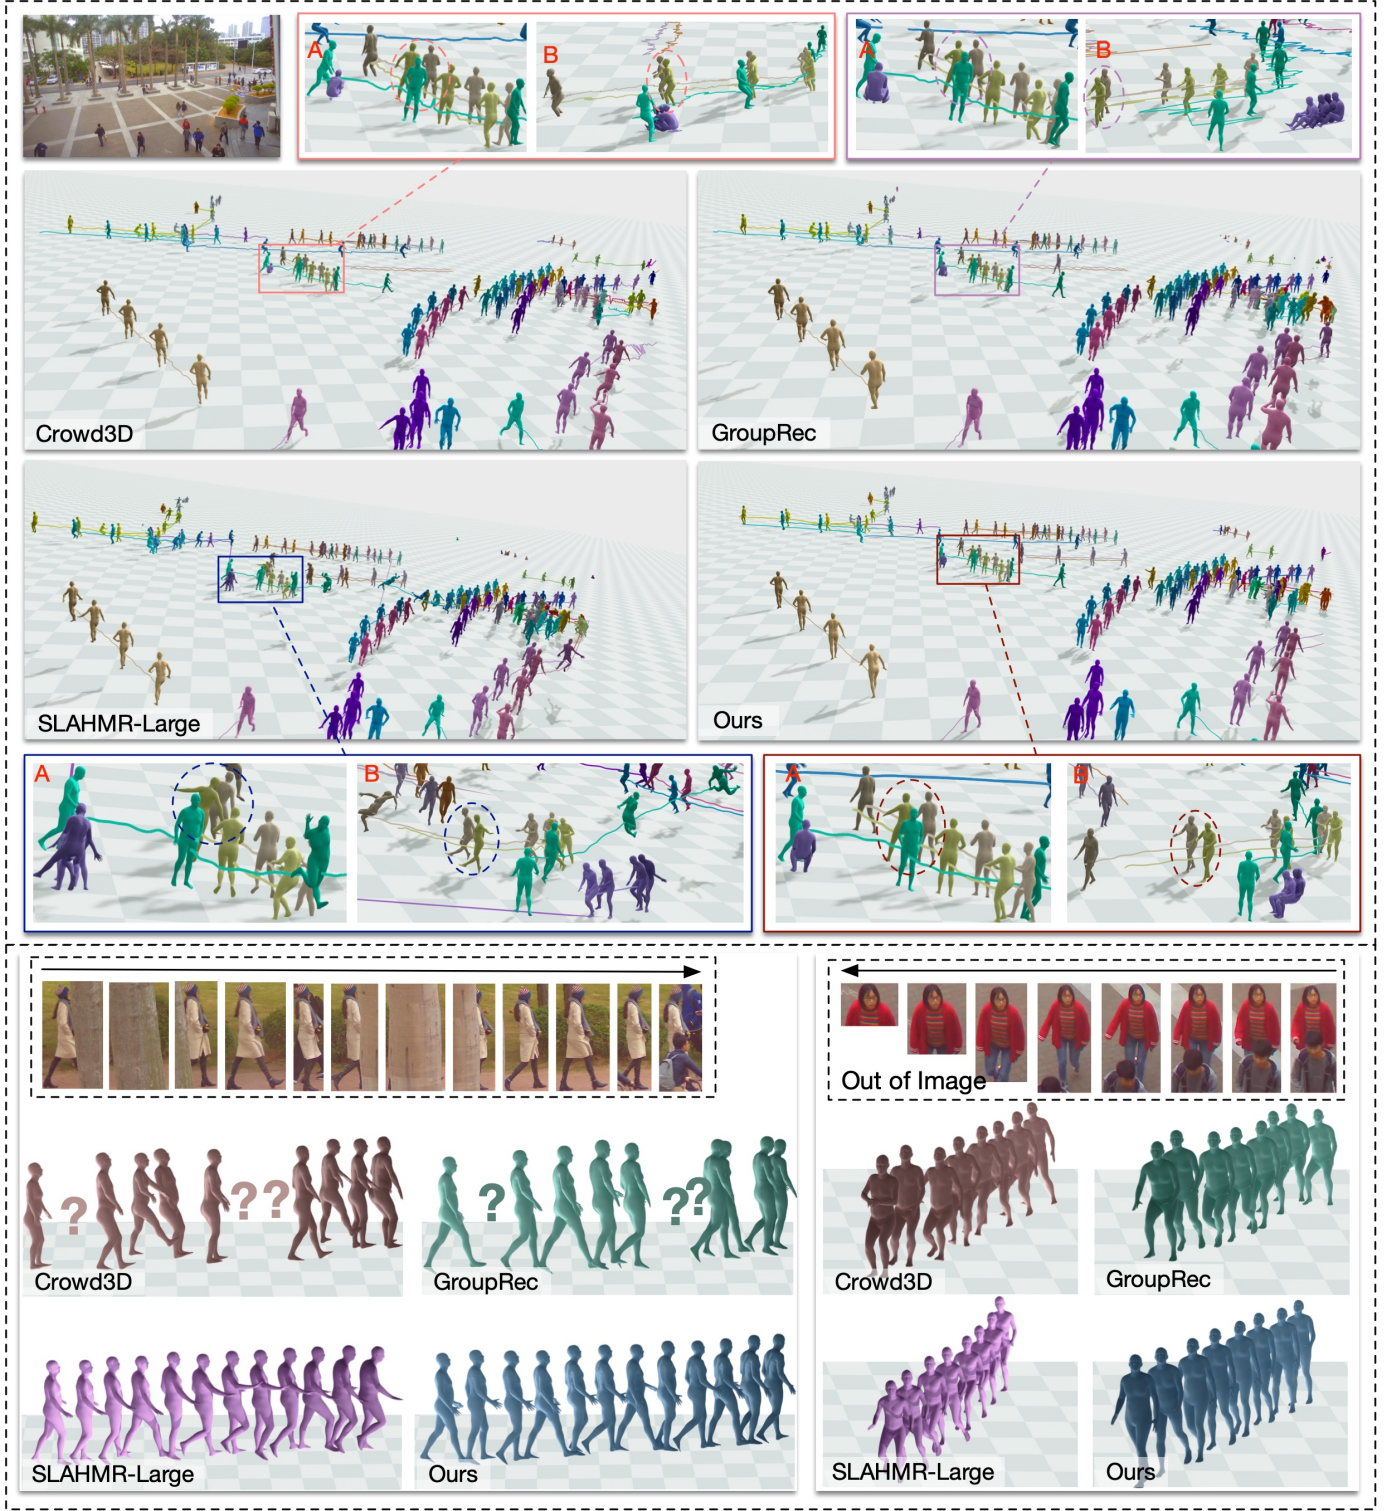 A
B
A
B
Crowd3D
GroupRec
SLAHMR-Large
Ours
A
B
A
B
Out of Image
?
??
?
??
Crowd3D
GroupRec
Crowd3D
GroupRec
SLAHMR-Large
Ours
SLAHMR-Large
Ours